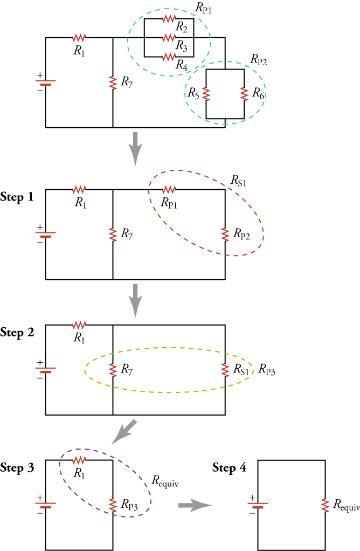 RP1
R2
R1
R3
RP2
R4
+
R7
R5
R6
−
Step 1
RS1
R1
RP1
+
R7
RP2
−
Step 2
R1
+
R7
RS1
RP3
−
Step 3
Step 4
R1
Requiv
+
RP3
−
+
Requiv
−